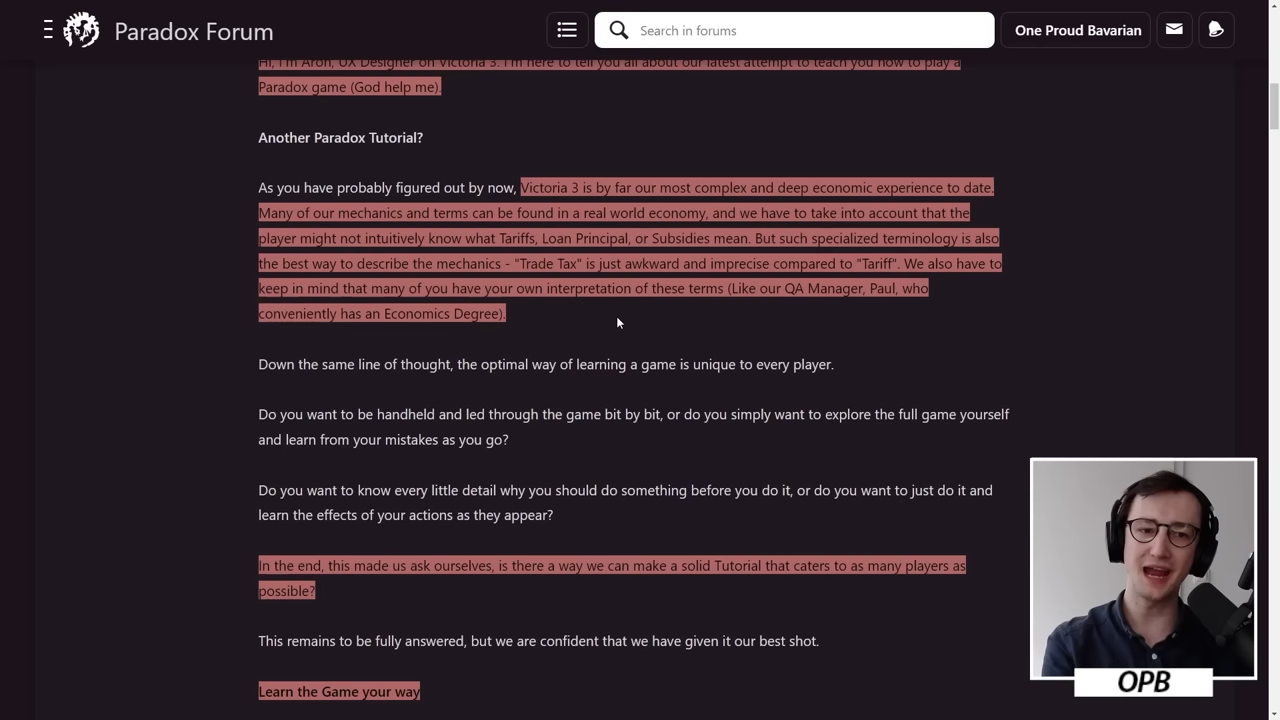 Paradox Forum
Search in forums
One Proud Bavarian
Hi, I'm Aron, UX Designer on Victoria 3. I'm here to tell you all about our latest attempt to teach you how to play a
Paradox game (God help me).
Another Paradox Tutorial?
As you have probably figured out by now, Victoria 3 is by far our most complex and deep economic experience to date.
Many of our mechanics and terms can be found in a real world economy, and we have to take into account that the
player might not intuitively know what Tariffs, Loan Principal, or Subsidies mean. But such specialized terminology is also
the best way to describe the mechanics - "Trade Tax" is just awkward and imprecise compared to "Tariff". We also have to
keep in mind that many of you have your own interpretation of these terms (Like our QA Manager, Paul, who
conveniently has an Economics Degree).
Down the same line of thought, the optimal way of learning a game is unique to every player.
Do you want to be handheld and led through the game bit by bit, or do you simply want to explore the full game yourself
and learn from your mistakes as you go?
Do you want to know every little detail why you should do something before you do it, or do you want to just do it and
learn the effects of your actions as they appear?
In the end, this made us ask ourselves, is there a way we can make a solid Tutorial that caters to as many players as
possible?
This remains to be fully answered, but we are confident that we have given it our best shot.
Learn the Game your way
OPB